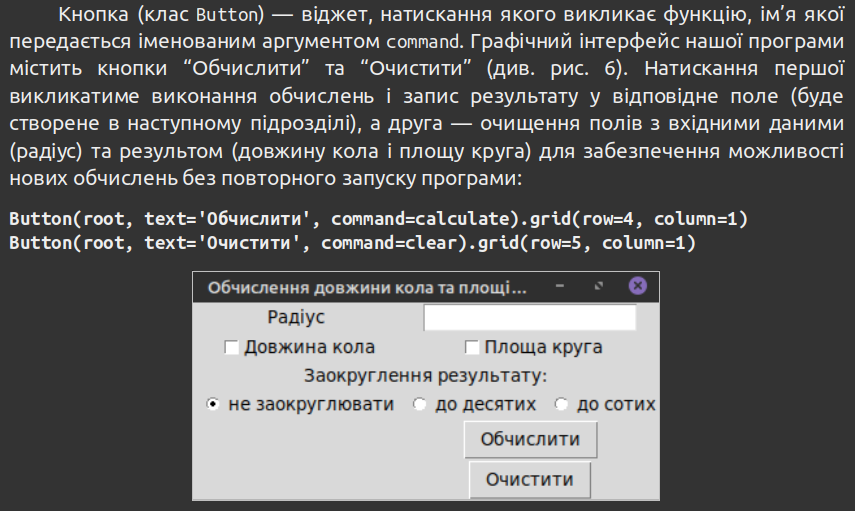 Кнопка (клас Button) — віджет, натискання якого викликає функцію, ім’я якої
передається іменованим аргументом command. Графічний інтерфейс нашої програми
містить кнопки “Обчислити” та “Очистити” (див. рис. 6). Натискання першої
викликатиме виконання обчислень і запис результату у відповідне поле (буде
створене в наступному підрозділі), а друга — очищення полів з вхідними даними
(радіус) та результом (довжину кола і площу круга) для забезпечення можливості
нових обчислень без повторного запуску програми:
Button(root, text='Обчислити', command=calculate).grid(row=4, column=1)
Button(root, text='Очистити', command=clear).grid(row=5, column=1)
Обчислення довжини кола та площі...
Радіус
Довжина кола Площа круга
Заокруглення результату:
не заокруглювати до десятих до сотих
Обчислити
Очистити